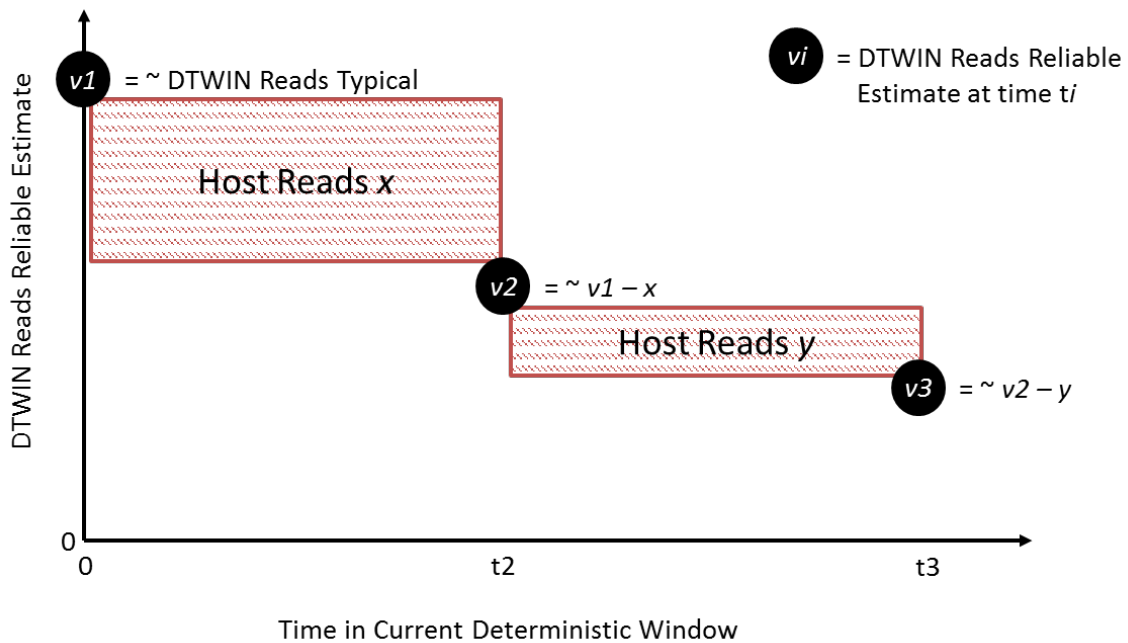 DTWIN Reads Reliable Estimate
v1 = ~ DTWIN Reads Typical
vi = DTWIN Reads Reliable
Estimate at time ti
Host Reads x
v2 = ~ v1 – x
Host Reads y
v3 = ~ v2 – y
0
0 t2 t3
Time in Current Deterministic Window